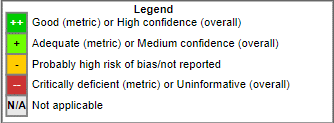 Legend
++ Good (metric) or High confidence (overall)
+ Adequate (metric) or Medium confidence (overall)
- Probably high risk of bias/not reported
-- Critically deficient (metric) or Uninformative (overall)
N/A Not applicable